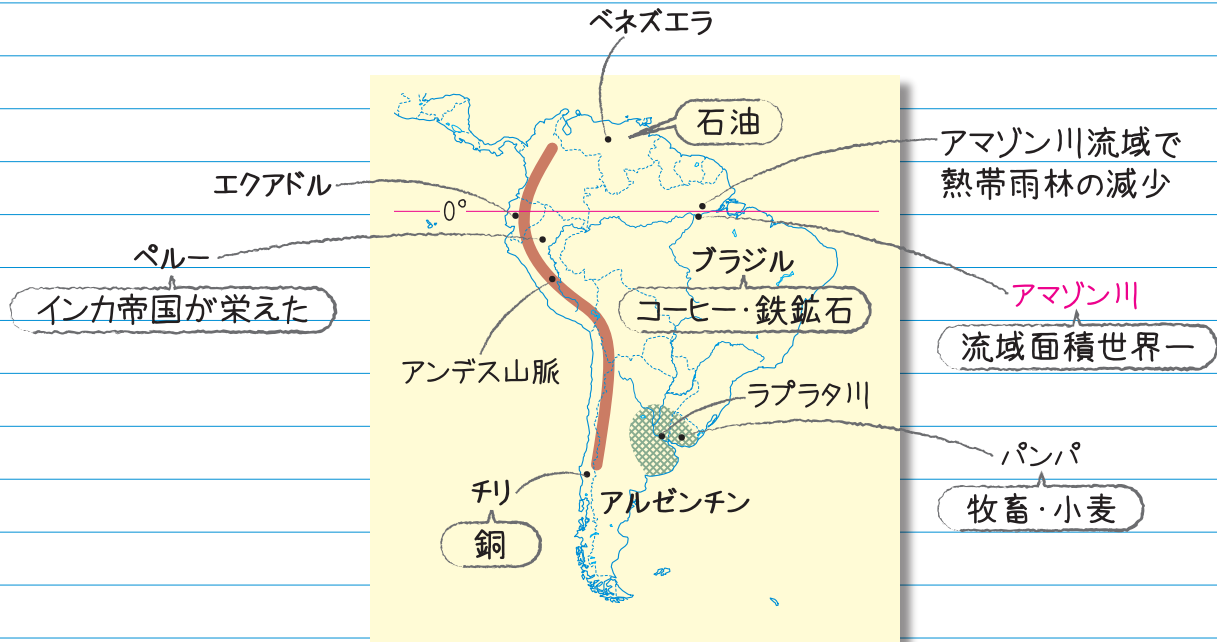 ベネズエラ
石油
アマゾン川流域で
熱帯雨林の減少
エクアドル
0°
ペルー
インカ帝国が栄えた
ブラジル
コーヒー・鉄鉱石
アマゾン川
流域面積世界一
アンデス山脈
ラプラタ川
パンパ
牧畜・小麦
チリ
銅
アルゼンチン